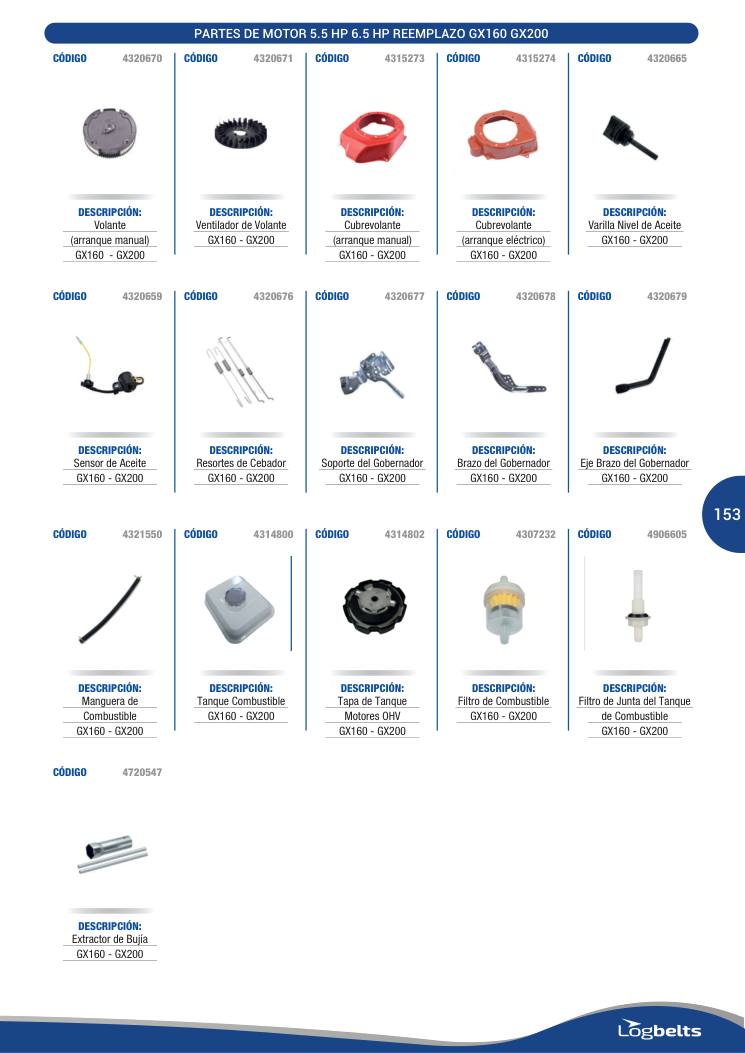 PARTES DE MOTOR 5.5 HP 6.5 HP REEMPLAZO GX160 GX200
CÓDIGO 4320670
DESCRIPCIÓN:
Volante
(arranque manual)
GX160 - GX200
CÓDIGO 4320671
DESCRIPCIÓN:
Ventilador de Volante
GX160 - GX200
CÓDIGO 4315273
DESCRIPCIÓN:
Cubrevolante
(arranque manual)
GX160 - GX200
CÓDIGO 4315274
DESCRIPCIÓN:
Cubrevolante
(arranque eléctrico)
GX160 - GX200
CÓDIGO 4320665
DESCRIPCIÓN:
Varilla Nivel de Aceite
GX160 - GX200
CÓDIGO 4320659
DESCRIPCIÓN:
Sensor de Aceite
GX160 - GX200
CÓDIGO 4320676
DESCRIPCIÓN:
Resortes de Cebador
GX160 - GX200
CÓDIGO 4320677
DESCRIPCIÓN:
Soporte del Gobernador
GX160 - GX200
CÓDIGO 4320678
DESCRIPCIÓN:
Brazo del Gobernador
GX160 - GX200
CÓDIGO 4320679
DESCRIPCIÓN:
Eje Brazo del Gobernador
GX160 - GX200
153
CÓDIGO 4321550
DESCRIPCIÓN:
Manguera de
Combustible
GX160 - GX200
CÓDIGO 4314800
DESCRIPCIÓN:
Tanque Combustible
GX160 - GX200
CÓDIGO 4314802
DESCRIPCIÓN:
Tapa de Tanque
Motores OHV
GX160 - GX200
CÓDIGO 4307232
DESCRIPCIÓN:
Filtro de Combustible
GX160 - GX200
CÓDIGO 4906605
DESCRIPCIÓN:
Filtro de Junta del Tanque
de Combustible
GX160 - GX200
CÓDIGO 4720547
DESCRIPCIÓN:
Extractor de Bujía
GX160 - GX200
Logbelts